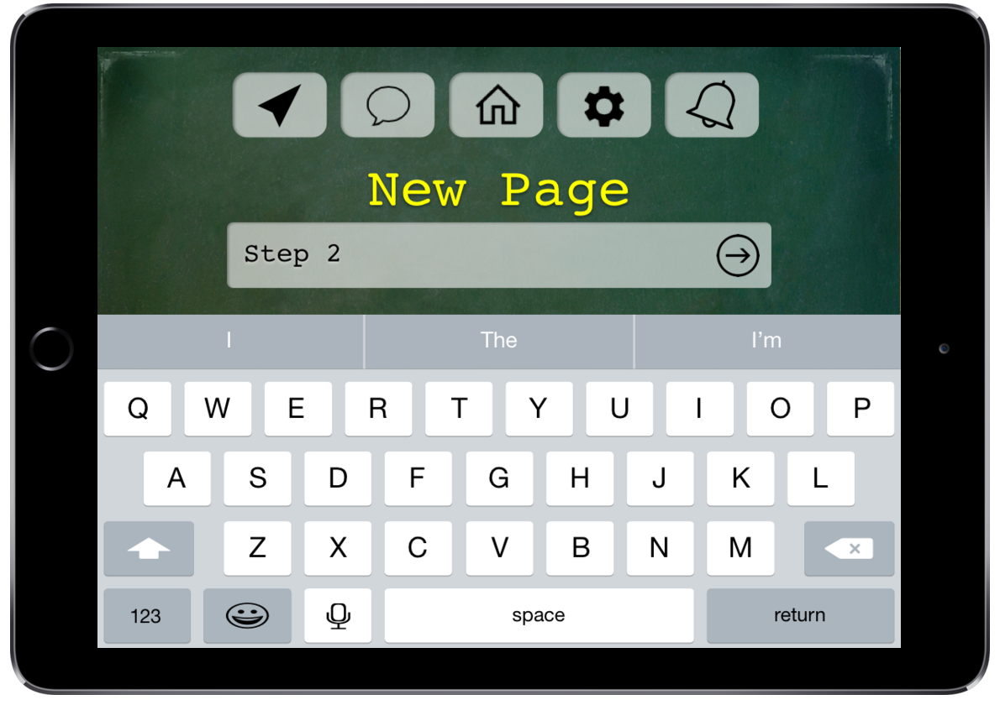 New Page
Step 2
I The I'm
Q W E R T Y U I O P
A S D F G H J K L
Z X C V B N M
123 space return